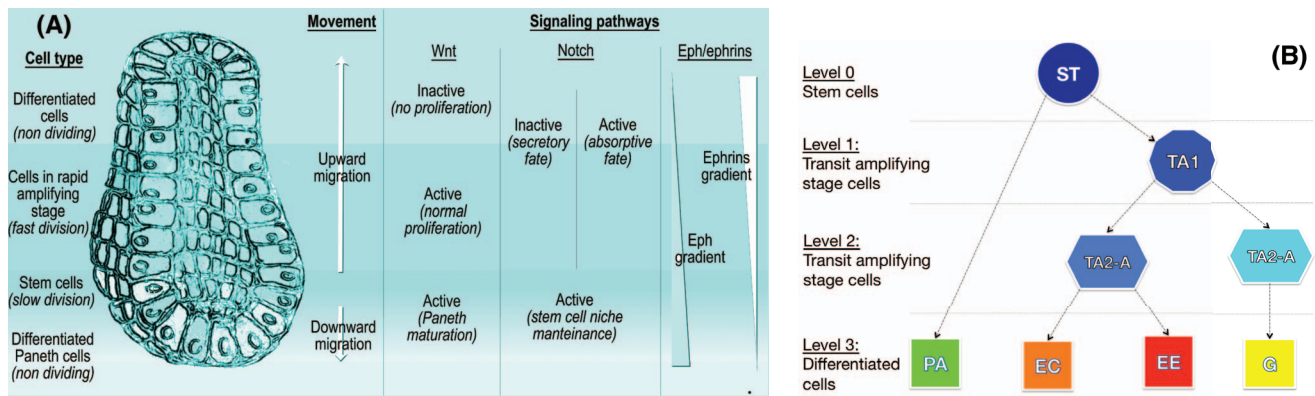 (A)
Movement
Signaling pathways
Cell type
Wnt
Notch
Eph/ephrins
Differentiated
cells
(non dividing)
Inactive
(no proliferation)
Inactive
(secretory
fate)
Active
(absorptive
fate)
Upward
migration
Ephrins
gradient
Cells in rapid
amplifying
stage
(fast division)
Active
(normal
proliferation)
Eph
gradient
Stem cells
(slow division)
Active
(Paneth
maturation)
Active
(stem cell niche
manteinance)
Downward
migration
Differentiated
Paneth cells
(non dividing)
(B)
Level 0
Stem cells
ST
Level 1:
Transit amplifying
stage cells
TA1
Level 2:
Transit amplifying
stage cells
TA2-A
TA2-A
Level 3:
Differentiated
cells
PA
EC
EE
G